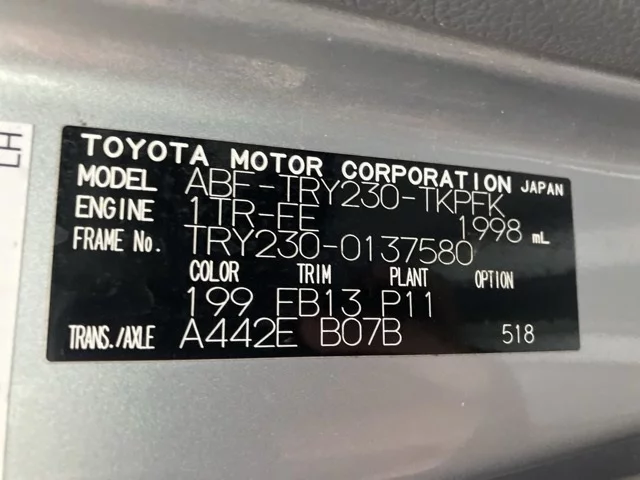 LH
TOYOTA MOTOR CORPORATION JAPAN
MODEL ABF-TRY230-TKPFK
ENGINE 1TR-FE 1998 mL
FRAME No. TRY230-0137580
COLOR TRIM PLANT OPTION
199 FB13 P11
TRANS./AXLE A442E B07B 518